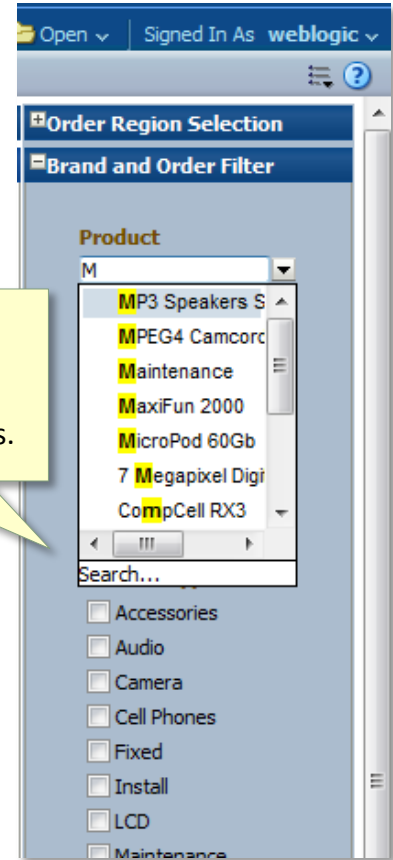 Open Signed In As weblogic
Order Region Selection
Brand and Order Filter
Product
M
MP3 Speakers S
MPEG4 Camcord
Maintenance
MaxiFun 2000
MicroPod 60Gb
7 Megapixel Digi
CompCell RX3
s.
Search...
Accessories
Audio
Camera
Cell Phones
Fixed
Install
LCD
Maintenance